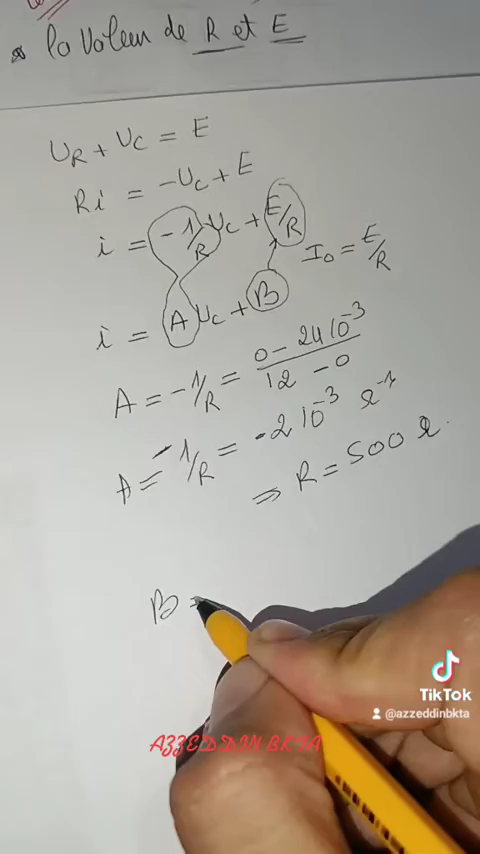 la valeur de R et E
U_R + U_C = E
Ri = -U_C + E
i = -1/R U_C + E/R
I_0 = E/R
i = A U_C + B
A = -1/R = (0 - 24 10^-3)/(12 - 0)
A = -1/R = -2 10^-3 Ω^-1
⇒ R = 500 Ω.
B =
TikTok
@azzeddinbkta
AZZEDDIN BKTA